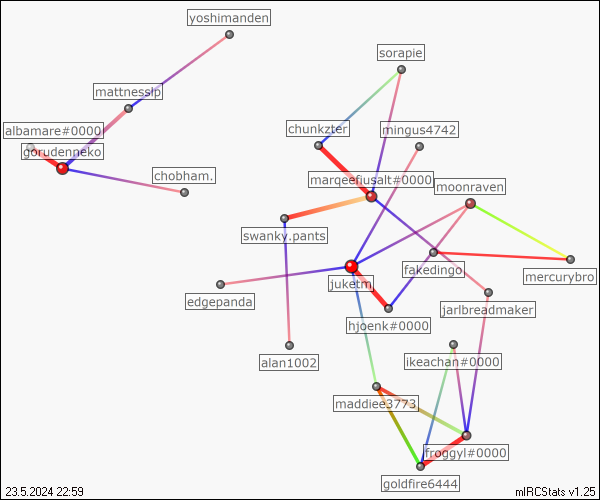 yoshimanden
sorapie
mattnesslp
albamare#0000
chunkzter
mingus4742
gorudenneko
chobham.
marqeefiusalt#0000
moonraven
swanky.pants
fakedingo
mercurybro
juketm
edgepanda
jarlbreadmaker
hjoenk#0000
alan1002
ikeachan#0000
maddiee3773
froggyl#0000
goldfire6444
23.5.2024 22:59
mIRCStats v1.25